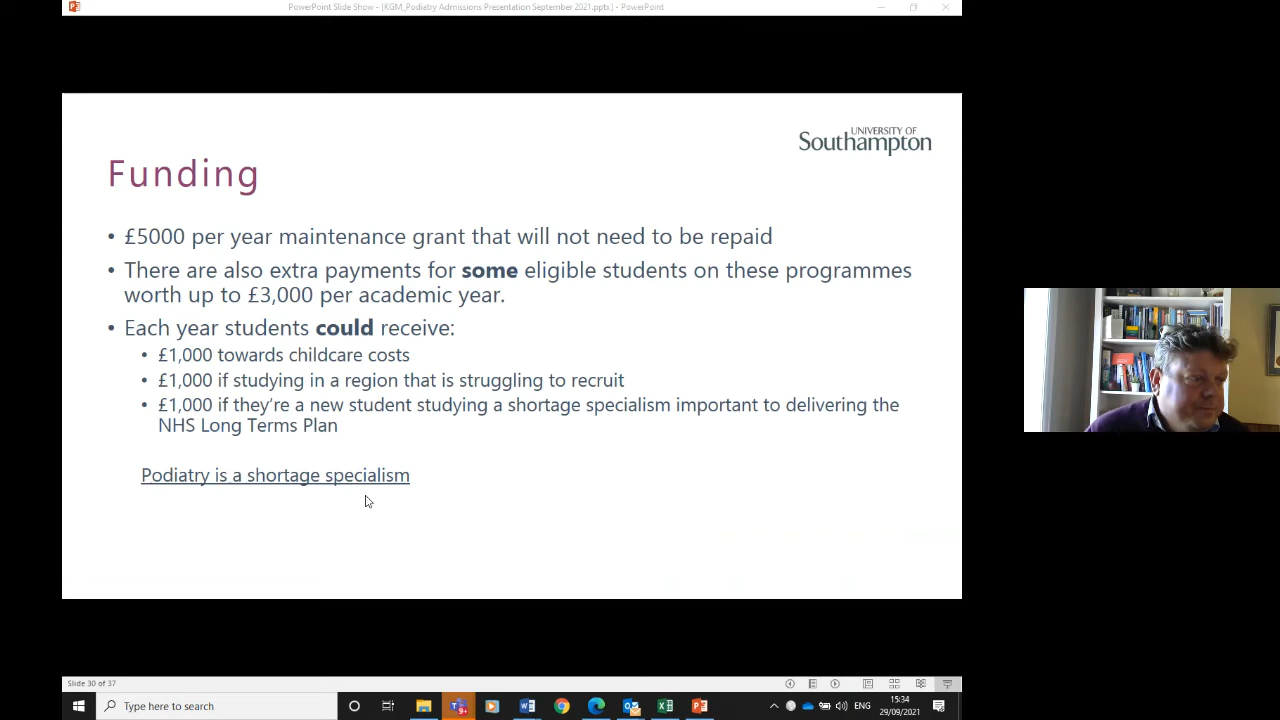 PowerPoint Slide Show - [KGM_Podiatry Admissions Presentation September 2021.pptx] - PowerPoint
UNIVERSITY OF
Southampton
Funding
• £5000 per year maintenance grant that will not need to be repaid
• There are also extra payments for some eligible students on these programmes
worth up to £3,000 per academic year.
• Each year students could receive:
• £1,000 towards childcare costs
• £1,000 if studying in a region that is struggling to recruit
• £1,000 if they're a new student studying a shortage specialism important to delivering the
NHS Long Terms Plan
Podiatry is a shortage specialism
Slide 30 of 37
Type here to search
ENG
15:34
29/09/2021